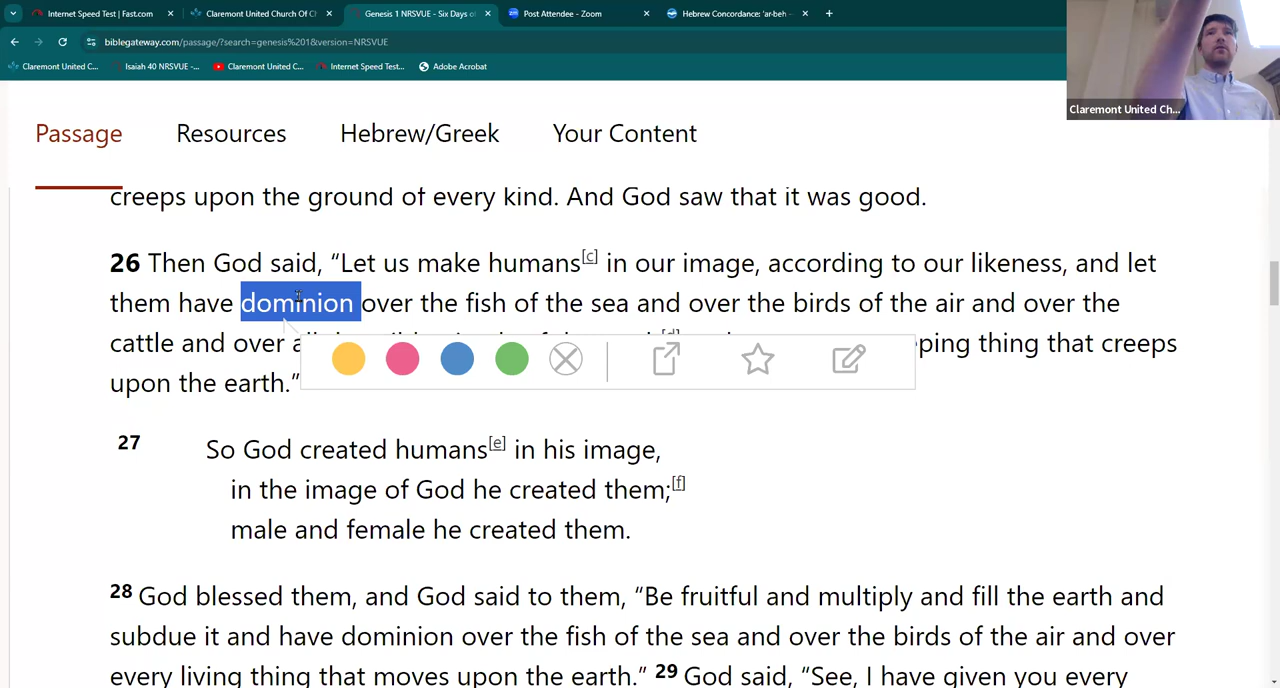 Internet Speed Test | Fast.com
Claremont United Church Of Ch
Genesis 1 NRSVUE - Six Days of
Post Attendee - Zoom
Hebrew Concordance: 'ar·beh -
biblegateway.com/passage/?search=genesis%201&version=NRSVUE
Claremont United C...
Isaiah 40 NRSVUE -...
Claremont United C...
Internet Speed Test...
Adobe Acrobat
Claremont United Ch...
Passage
Resources
Hebrew/Greek
Your Content
creeps upon the ground of every kind. And God saw that it was good.
26 Then God said, “Let us make humans[c] in our image, according to our likeness, and let
them have dominion over the fish of the sea and over the birds of the air and over the
cattle and over ping thing that creeps
upon the earth.”
27 So God created humans[e] in his image,
in the image of God he created them;[f]
male and female he created them.
28 God blessed them, and God said to them, “Be fruitful and multiply and fill the earth and
subdue it and have dominion over the fish of the sea and over the birds of the air and over
every living thing that moves upon the earth.” 29 God said, “See, I have given you every